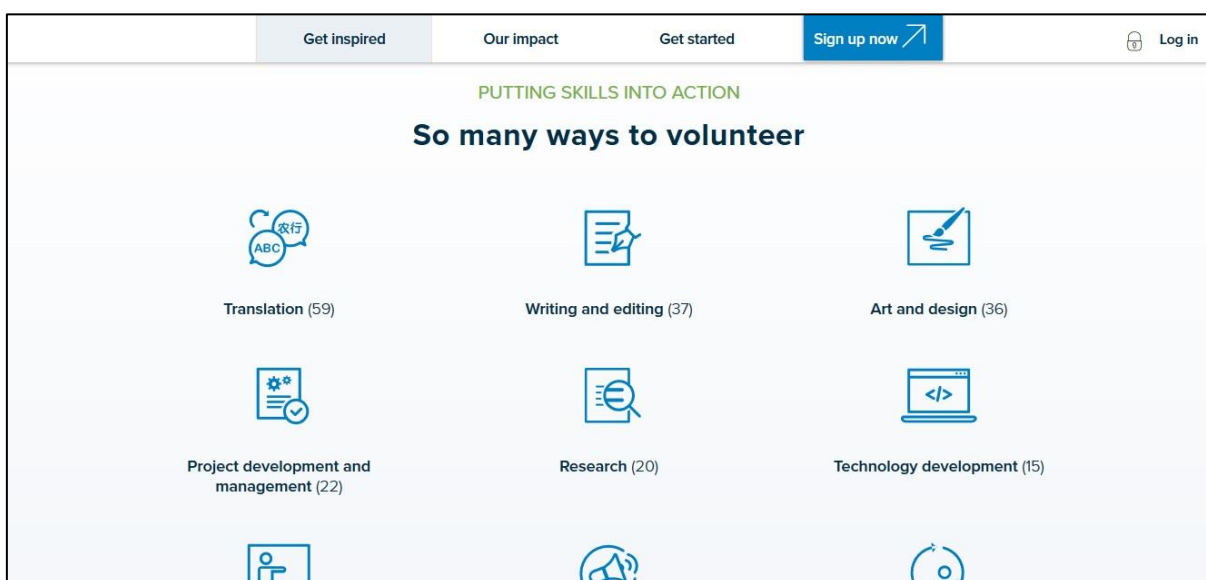 Get inspired
Our impact
Get started
Sign up now
Log in
PUTTING SKILLS INTO ACTION
So many ways to volunteer
农行
ABC
Translation (59)
Writing and editing (37)
Art and design (36)
</>
Project development and
management (22)
Research (20)
Technology development (15)